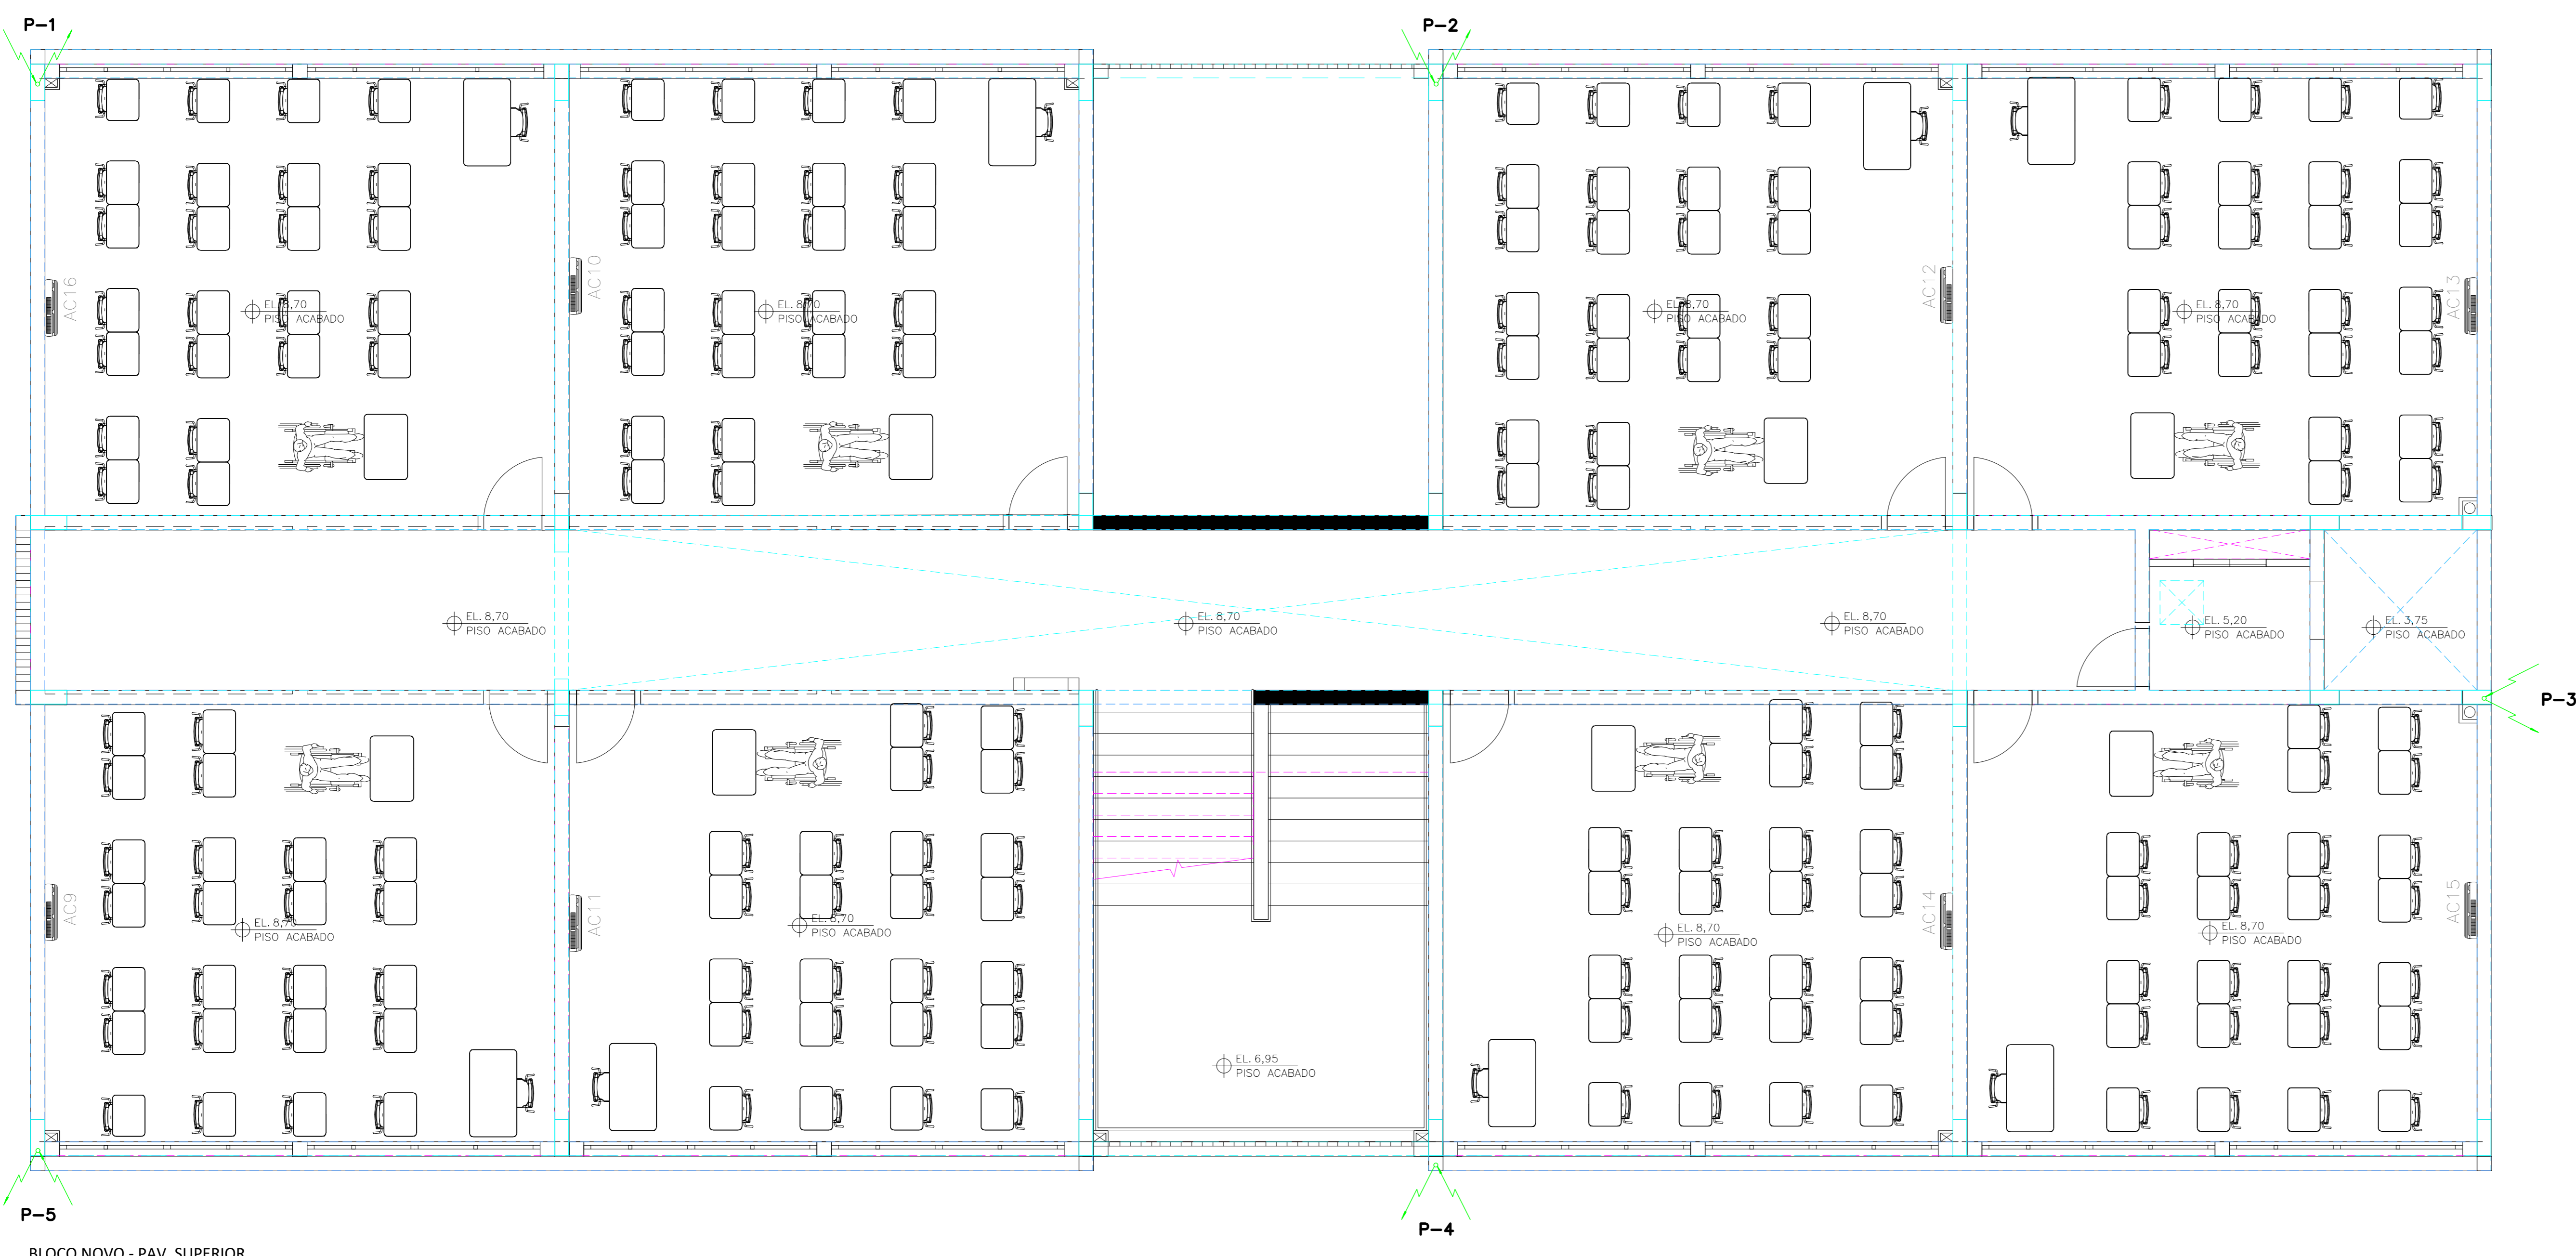 P-1
P-2
AC16
AC10
AC12
AC13
EL. 8,70
PISO ACABADO
EL. 8,70
PISO ACABADO
EL. 8,70
PISO ACABADO
EL. 8,70
PISO ACABADO
EL. 8,70
PISO ACABADO
EL. 8,70
PISO ACABADO
EL. 8,70
PISO ACABADO
EL. 5,20
PISO ACABADO
EL. 3,75
PISO ACABADO
P-3
AC9
AC11
AC14
AC15
EL. 8,70
PISO ACABADO
EL. 8,70
PISO ACABADO
EL. 8,70
PISO ACABADO
EL. 8,70
PISO ACABADO
EL. 6,95
PISO ACABADO
P-5
P-4
BLOCO NOVO - PAV. SUPERIOR